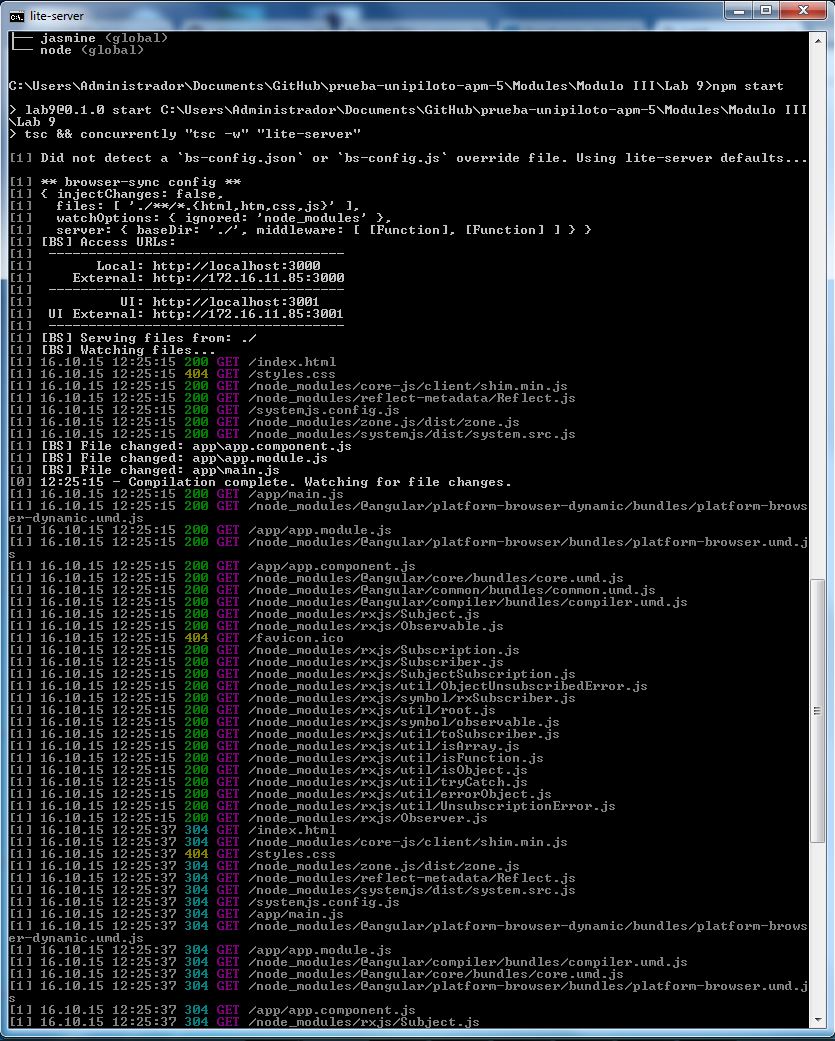 lite-server
├── jasmine (global)
└── node (global)
C:\Users\Administrador\Documents\GitHub\prueba-unipiloto-apm-5\Modules\Modulo III\Lab 9>npm start
> lab9@0.1.0 start C:\Users\Administrador\Documents\GitHub\prueba-unipiloto-apm-5\Modules\Modulo III
\Lab 9
> tsc && concurrently "tsc -w" "lite-server"
[1] Did not detect a `bs-config.json` or `bs-config.js` override file. Using lite-server defaults...
[1] ** browser-sync config **
[1] { injectChanges: false,
[1]   files: [ './**/*.{html,htm,css,js}' ],
[1]   watchOptions: { ignored: 'node_modules' },
[1]   server: { baseDir: './', middleware: [ [Function], [Function] ] } }
[1] [BS] Access URLs:
[1]  -------------------------------------
[1]        Local: http://localhost:3000
[1]     External: http://172.16.11.85:3000
[1]  -------------------------------------
[1]           UI: http://localhost:3001
[1]  UI External: http://172.16.11.85:3001
[1]  -------------------------------------
[1] [BS] Serving files from: ./
[1] [BS] Watching files...
[1] 16.10.15 12:25:15 200 GET /index.html
[1] 16.10.15 12:25:15 404 GET /styles.css
[1] 16.10.15 12:25:15 200 GET /node_modules/core-js/client/shim.min.js
[1] 16.10.15 12:25:15 200 GET /node_modules/reflect-metadata/Reflect.js
[1] 16.10.15 12:25:15 200 GET /systemjs.config.js
[1] 16.10.15 12:25:15 200 GET /node_modules/zone.js/dist/zone.js
[1] 16.10.15 12:25:15 200 GET /node_modules/systemjs/dist/system.src.js
[1] [BS] File changed: app\app.component.js
[1] [BS] File changed: app\app.module.js
[1] [BS] File changed: app\main.js
[0] 12:25:15 - Compilation complete. Watching for file changes.
[1] 16.10.15 12:25:15 200 GET /app/main.js
[1] 16.10.15 12:25:15 200 GET /node_modules/@angular/platform-browser-dynamic/bundles/platform-brows
er-dynamic.umd.js
[1] 16.10.15 12:25:15 200 GET /app/app.module.js
[1] 16.10.15 12:25:15 200 GET /node_modules/@angular/platform-browser/bundles/platform-browser.umd.j
s
[1] 16.10.15 12:25:15 200 GET /app/app.component.js
[1] 16.10.15 12:25:15 200 GET /node_modules/@angular/core/bundles/core.umd.js
[1] 16.10.15 12:25:15 200 GET /node_modules/@angular/common/bundles/common.umd.js
[1] 16.10.15 12:25:15 200 GET /node_modules/@angular/compiler/bundles/compiler.umd.js
[1] 16.10.15 12:25:15 200 GET /node_modules/rxjs/Subject.js
[1] 16.10.15 12:25:15 200 GET /node_modules/rxjs/Observable.js
[1] 16.10.15 12:25:15 404 GET /favicon.ico
[1] 16.10.15 12:25:15 200 GET /node_modules/rxjs/Subscription.js
[1] 16.10.15 12:25:15 200 GET /node_modules/rxjs/Subscriber.js
[1] 16.10.15 12:25:15 200 GET /node_modules/rxjs/SubjectSubscription.js
[1] 16.10.15 12:25:15 200 GET /node_modules/rxjs/util/ObjectUnsubscribedError.js
[1] 16.10.15 12:25:15 200 GET /node_modules/rxjs/symbol/rxSubscriber.js
[1] 16.10.15 12:25:15 200 GET /node_modules/rxjs/util/root.js
[1] 16.10.15 12:25:15 200 GET /node_modules/rxjs/symbol/observable.js
[1] 16.10.15 12:25:15 200 GET /node_modules/rxjs/util/toSubscriber.js
[1] 16.10.15 12:25:15 200 GET /node_modules/rxjs/util/isArray.js
[1] 16.10.15 12:25:15 200 GET /node_modules/rxjs/util/isFunction.js
[1] 16.10.15 12:25:15 200 GET /node_modules/rxjs/util/isObject.js
[1] 16.10.15 12:25:15 200 GET /node_modules/rxjs/util/tryCatch.js
[1] 16.10.15 12:25:15 200 GET /node_modules/rxjs/util/errorObject.js
[1] 16.10.15 12:25:15 200 GET /node_modules/rxjs/util/UnsubscriptionError.js
[1] 16.10.15 12:25:15 200 GET /node_modules/rxjs/Observer.js
[1] 16.10.15 12:25:37 304 GET /index.html
[1] 16.10.15 12:25:37 304 GET /node_modules/core-js/client/shim.min.js
[1] 16.10.15 12:25:37 404 GET /styles.css
[1] 16.10.15 12:25:37 304 GET /node_modules/zone.js/dist/zone.js
[1] 16.10.15 12:25:37 304 GET /node_modules/reflect-metadata/Reflect.js
[1] 16.10.15 12:25:37 304 GET /node_modules/systemjs/dist/system.src.js
[1] 16.10.15 12:25:37 304 GET /systemjs.config.js
[1] 16.10.15 12:25:37 304 GET /app/main.js
[1] 16.10.15 12:25:37 304 GET /node_modules/@angular/platform-browser-dynamic/bundles/platform-brows
er-dynamic.umd.js
[1] 16.10.15 12:25:37 304 GET /app/app.module.js
[1] 16.10.15 12:25:37 304 GET /node_modules/@angular/compiler/bundles/compiler.umd.js
[1] 16.10.15 12:25:37 304 GET /node_modules/@angular/core/bundles/core.umd.js
[1] 16.10.15 12:25:37 304 GET /node_modules/@angular/platform-browser/bundles/platform-browser.umd.j
s
[1] 16.10.15 12:25:37 304 GET /app/app.component.js
[1] 16.10.15 12:25:37 304 GET /node_modules/rxjs/Subject.js